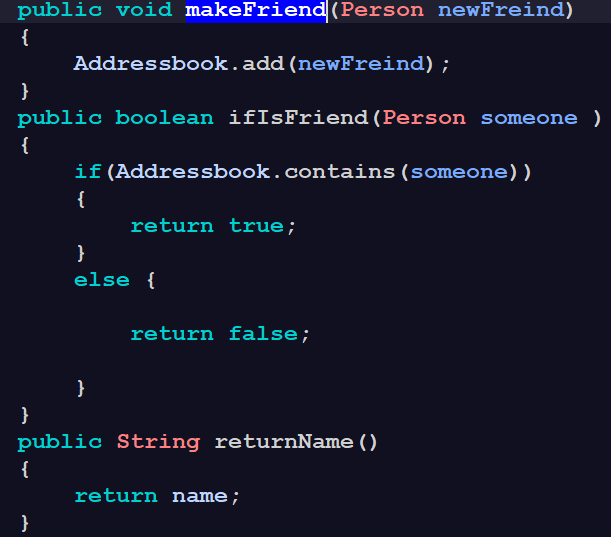 public void makeFriend(Person newFreind)
{
    Addressbook.add(newFreind);
}
public boolean ifIsFriend(Person someone )
{
    if(Addressbook.contains(someone))
    {
        return true;
    }
    else {
        return false;
    }
}
public String returnName()
{
    return name;
}